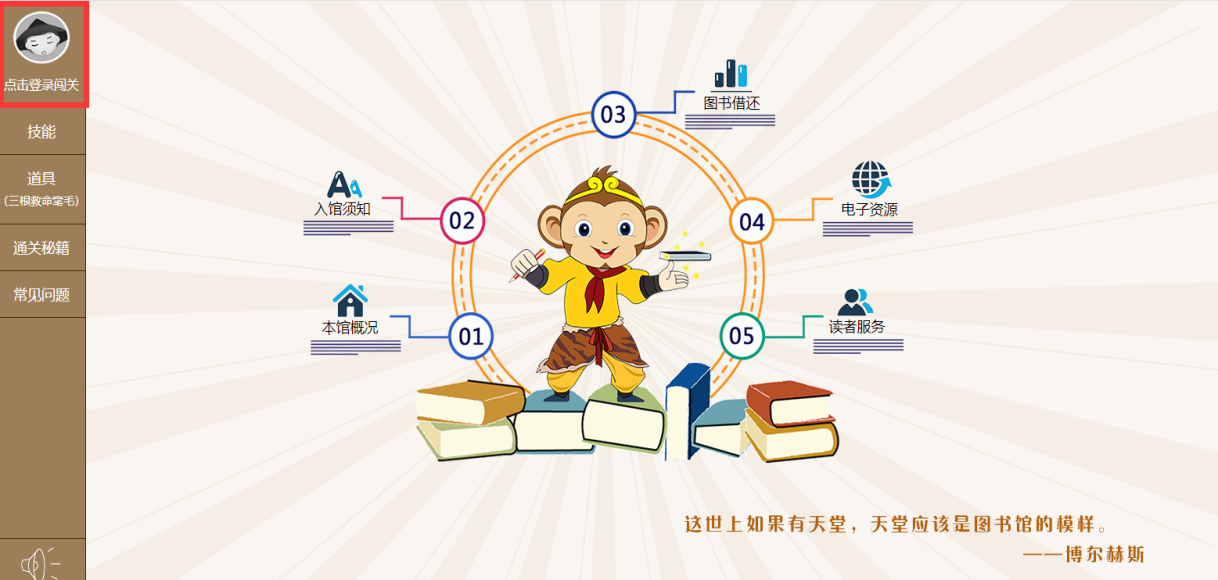 点击登录闯关
技能
道具
(三根救命毫毛)
通关秘籍
常见问题
03
图书借还
02
入馆须知
04
电子资源
01
本馆概况
05
读者服务
这世上如果有天堂，天堂应该是图书馆的模样。
——博尔赫斯